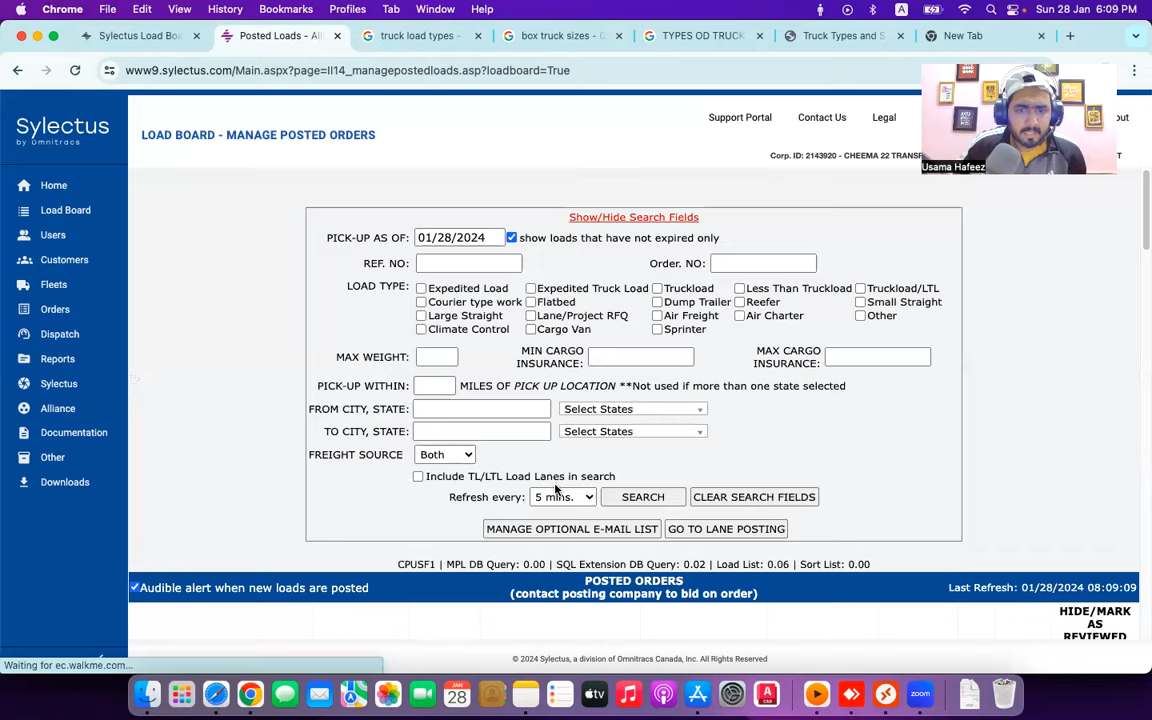 Chrome File Edit View History Bookmarks Profiles Tab Window Help A Sun 28 Jan 6:09 PM
Sylectus Load Boa × Posted Loads - All × truck load types - × box truck sizes - G × TYPES OD TRUCK × Truck Types and S × New Tab × +
www9.sylectus.com/Main.aspx?page=II14_managepostedloads.asp?loadboard=True
Sylectus
by Omnitracs
LOAD BOARD - MANAGE POSTED ORDERS
Support Portal Contact Us Legal out
Corp. ID: 2143920 - CHEEMA 22 TRANSF T
Usama Hafeez
Home
Load Board
Users
Customers
Fleets
Orders
Dispatch
Reports
Sylectus
Alliance
Documentation
Other
Downloads
Show/Hide Search Fields
PICK-UP AS OF: 01/28/2024 show loads that have not expired only
REF. NO: Order. NO:
LOAD TYPE: Expedited Load Expedited Truck Load Truckload Less Than Truckload Truckload/LTL
Courier type work Flatbed Dump Trailer Reefer Small Straight
Large Straight Lane/Project RFQ Air Freight Air Charter Other
Climate Control Cargo Van Sprinter
MAX WEIGHT: MIN CARGO INSURANCE: MAX CARGO INSURANCE:
PICK-UP WITHIN: MILES OF PICK UP LOCATION **Not used if more than one state selected
FROM CITY, STATE: Select States
TO CITY, STATE: Select States
FREIGHT SOURCE Both
Include TL/LTL Load Lanes in search
Refresh every: 5 mins. SEARCH CLEAR SEARCH FIELDS
MANAGE OPTIONAL E-MAIL LIST GO TO LANE POSTING
CPUSF1 | MPL DB Query: 0.00 | SQL Extension DB Query: 0.02 | Load List: 0.06 | Sort List: 0.00
Audible alert when new loads are posted POSTED ORDERS Last Refresh: 01/28/2024 08:09:09
(contact posting company to bid on order)
HIDE/MARK
AS
REVIEWED
Waiting for ec.walkme.com...
© 2024 Sylectus, a division of Omnitracs Canada, Inc. All Rights Reserved
JAN
28
tv
zoom